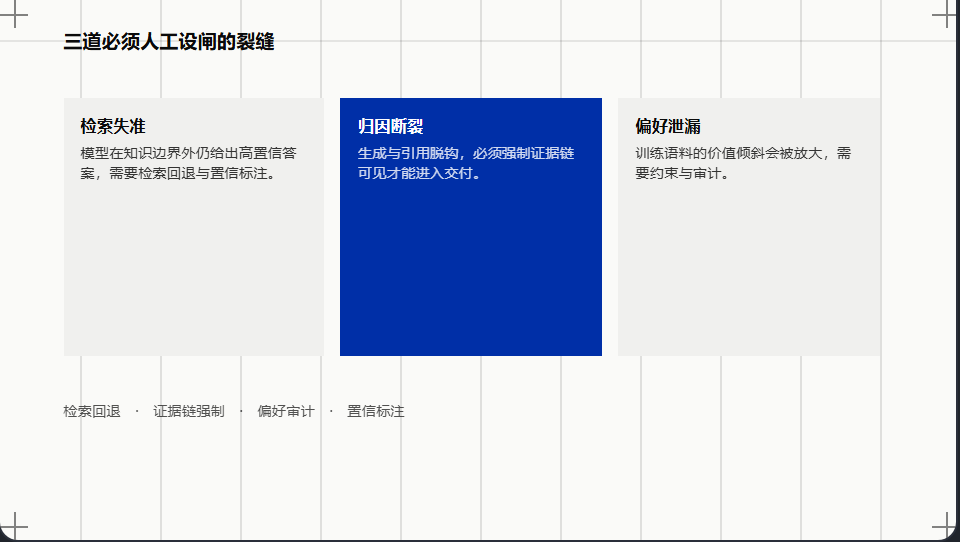 三道必须人工设闸的裂缝
检索失准
模型在知识边界外仍给出高置信答
案，需要检索回退与置信标注。
归因断裂
生成与引用脱钩，必须强制证据链
可见才能进入交付。
偏好泄漏
训练语料的价值倾斜会被放大，需
要约束与审计。
检索回退 · 证据链强制 · 偏好审计 · 置信标注